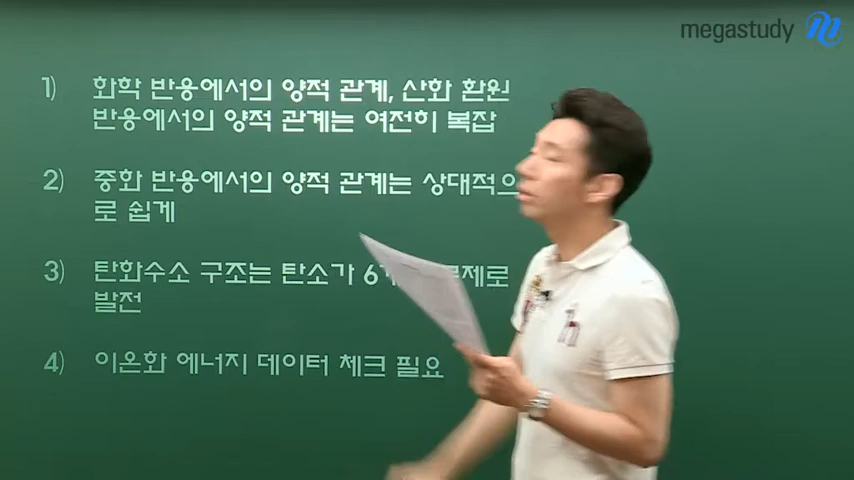 megastudy
1) 화학 반응에서의 양적 관계, 산화 환원
반응에서의 양적 관계는 여전히 복잡
2) 중화 반응에서의 양적 관계는 상대적으
로 쉽게
3) 탄화수소 구조는 탄소가 6 문제로
발전
4) 이온화 에너지 데이터 체크 필요